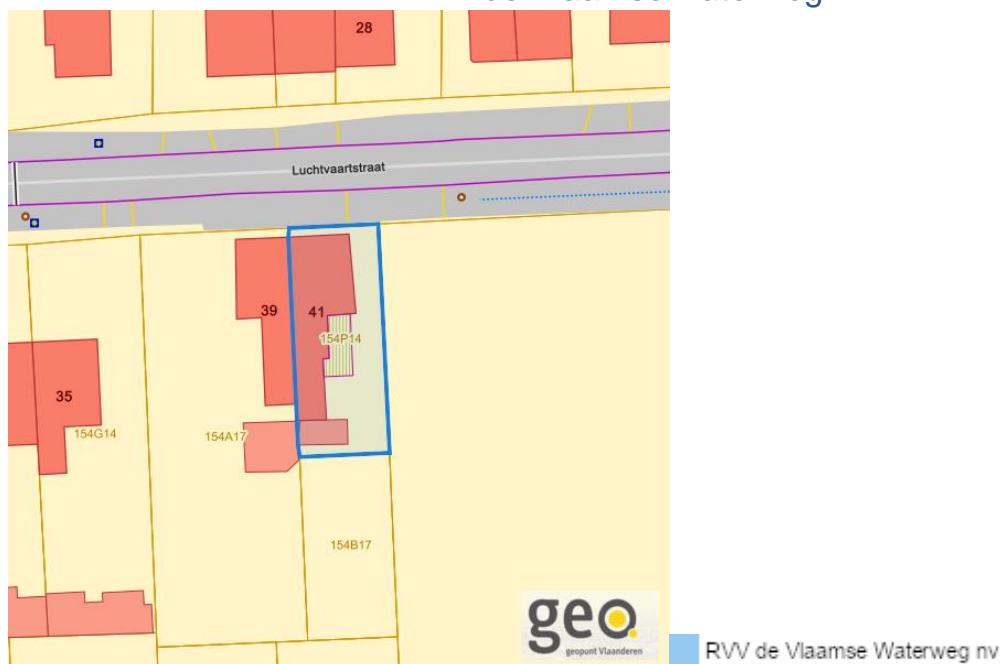 28
Luchtvaartstraat
39
41
154P14
35
154G14
154A17
154B17
geo
geopunt Vlaanderen
RVV de Vlaamse Waterweg nv